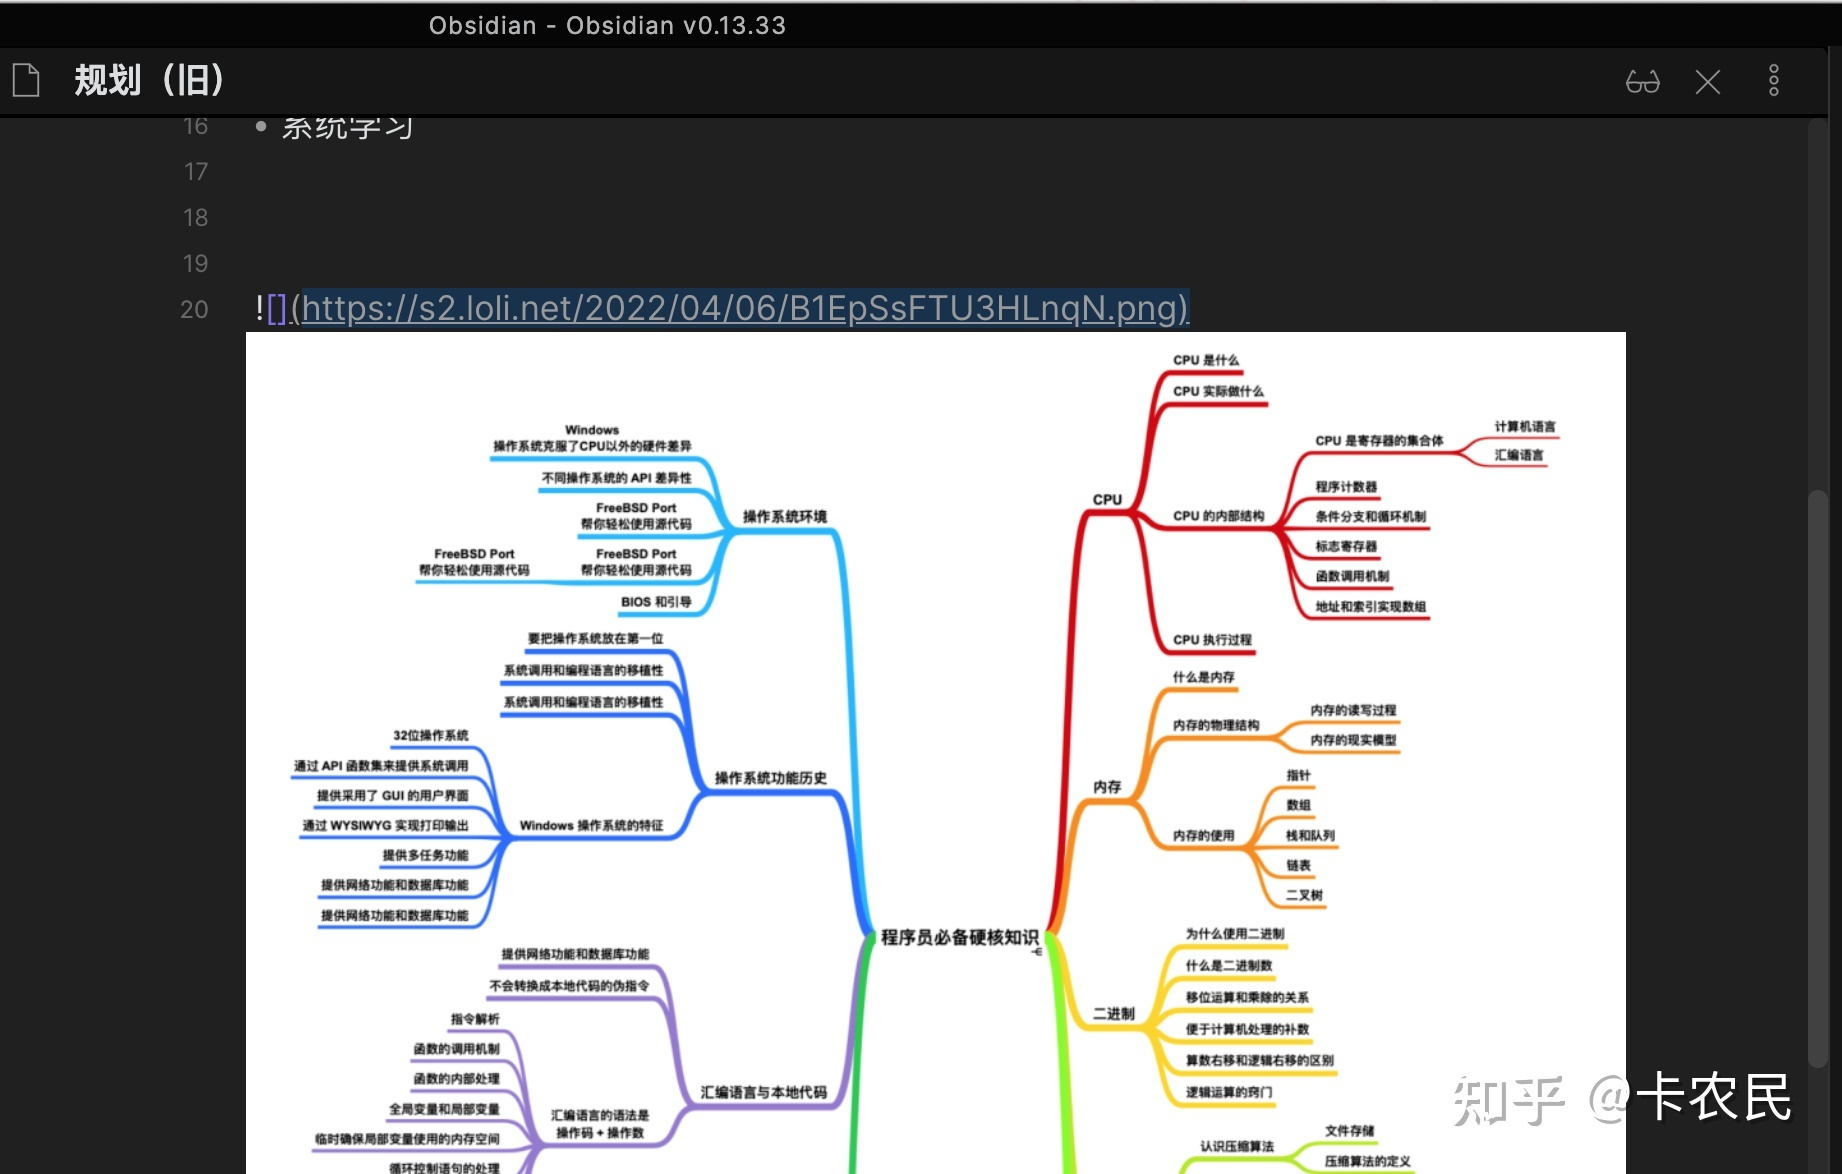 Obsidian - Obsidian v0.13.33
规划（旧）
16
系统学习
17
18
19
20
![](https://s2.loli.net/2022/04/06/B1EpSsFTU3HLnqN.png)
Windows
操作系统克服了CPU以外的硬件差异
不同操作系统的 API 差异性
FreeBSD Port
帮你轻松使用源代码
FreeBSD Port
帮你轻松使用源代码
FreeBSD Port
帮你轻松使用源代码
BIOS 和引导
操作系统环境
要把操作系统放在第一位
系统调用和编程语言的移植性
系统调用和编程语言的移植性
32位操作系统
通过 API 函数集来提供系统调用
提供采用了 GUI 的用户界面
通过 WYSIWYG 实现打印输出
提供多任务功能
提供网络功能和数据库功能
提供网络功能和数据库功能
Windows 操作系统的特征
操作系统功能历史
提供网络功能和数据库功能
不会转换成本地代码的伪指令
指令解析
函数的调用机制
函数的内部处理
全局变量和局部变量
临时确保局部变量使用的内存空间
循环控制语句的处理
汇编语言的语法是
操作码 + 操作数
汇编语言与本地代码
程序员必备硬核知识
CPU
CPU 是什么
CPU 实际做什么
CPU 的内部结构
CPU 是寄存器的集合体
计算机语言
汇编语言
程序计数器
条件分支和循环机制
标志寄存器
函数调用机制
地址和索引实现数组
CPU 执行过程
内存
什么是内存
内存的物理结构
内存的读写过程
内存的现实模型
内存的使用
指针
数组
栈和队列
链表
二叉树
二进制
为什么使用二进制
什么是二进制数
移位运算和乘除的关系
便于计算机处理的补数
算数右移和逻辑右移的区别
逻辑运算的窍门
认识压缩算法
文件存储
压缩算法的定义
知乎 @卡农民